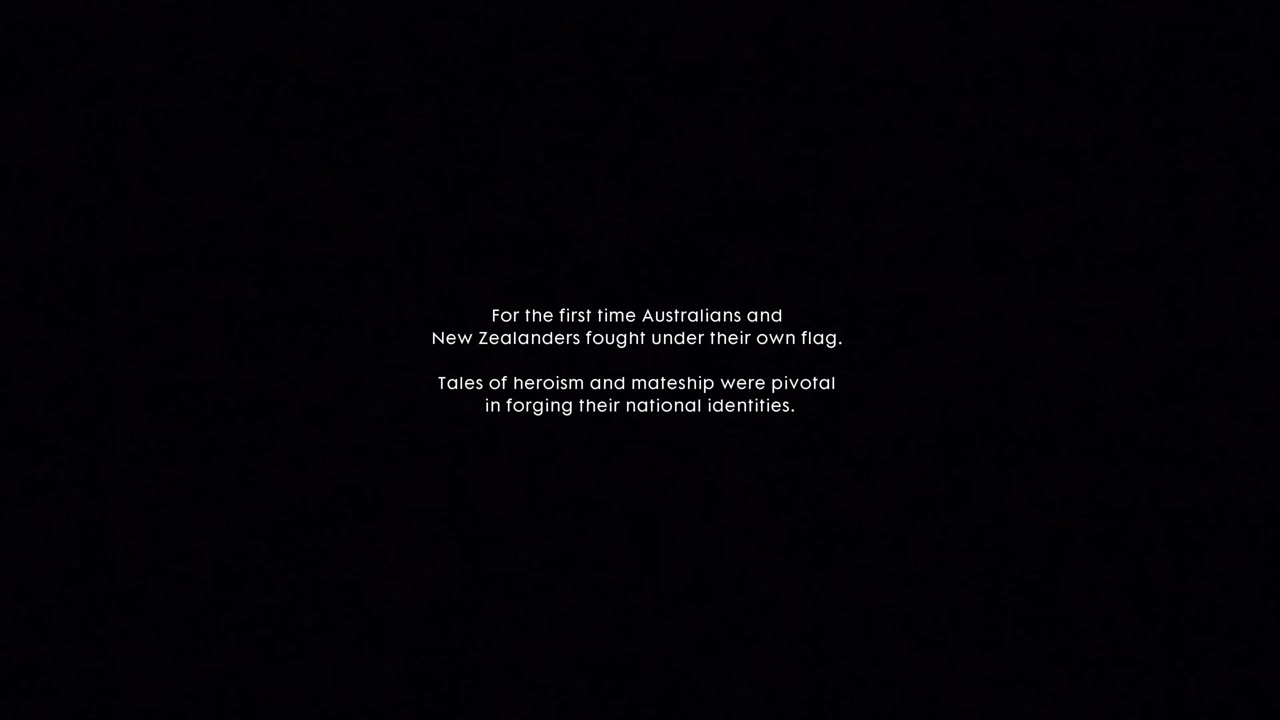 For the first time Australians and
New Zealanders fought under their own flag.
Tales of heroism and mateship were pivotal
in forging their national identities.